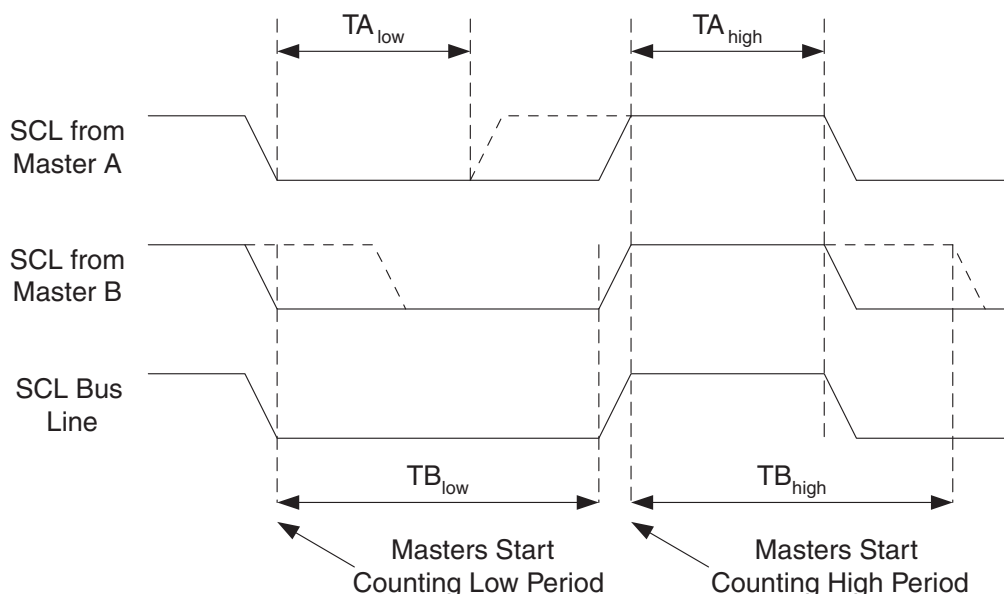 TA low
TA high
SCL from
Master A
SCL from
Master B
SCL Bus
Line
TB low
TB high
Masters Start
Counting Low Period
Masters Start
Counting High Period